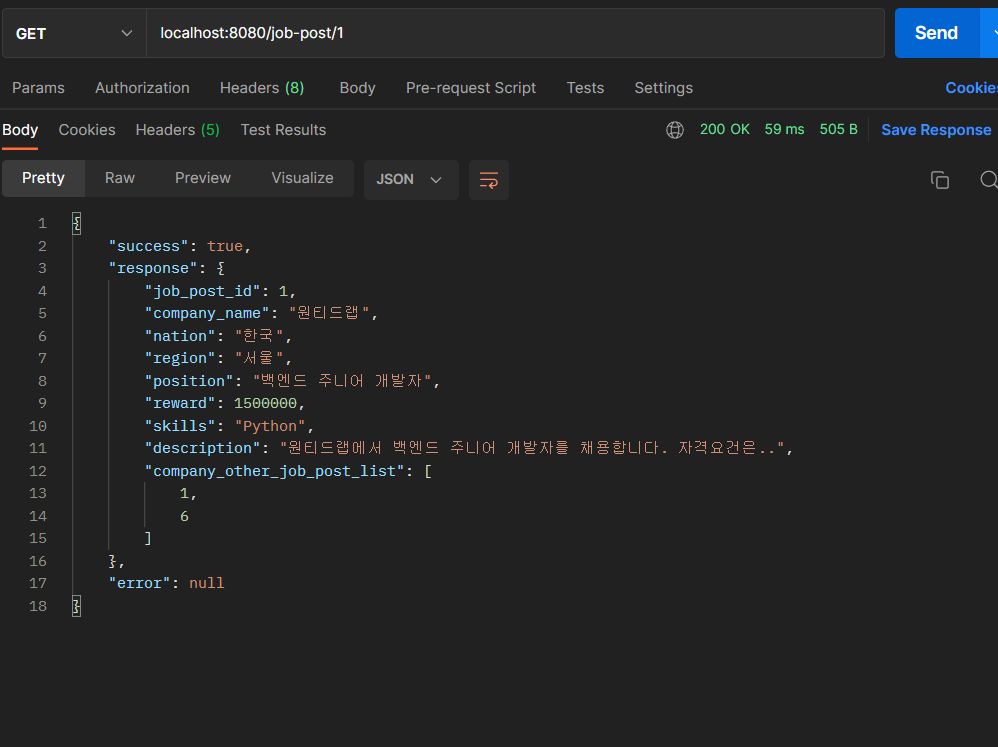 GET localhost:8080/job-post/1 Send
Params Authorization Headers (8) Body Pre-request Script Tests Settings Cookies
Body Cookies Headers (5) Test Results 200 OK 59 ms 505 B Save Response
Pretty Raw Preview Visualize JSON
1 {
2 "success": true,
3 "response": {
4 "job_post_id": 1,
5 "company_name": "원티드랩",
6 "nation": "한국",
7 "region": "서울",
8 "position": "백엔드 주니어 개발자",
9 "reward": 1500000,
10 "skills": "Python",
11 "description": "원티드랩에서 백엔드 주니어 개발자를 채용합니다. 자격요건은..",
12 "company_other_job_post_list": [
13 1,
14 6
15 ]
16 },
17 "error": null
18 }